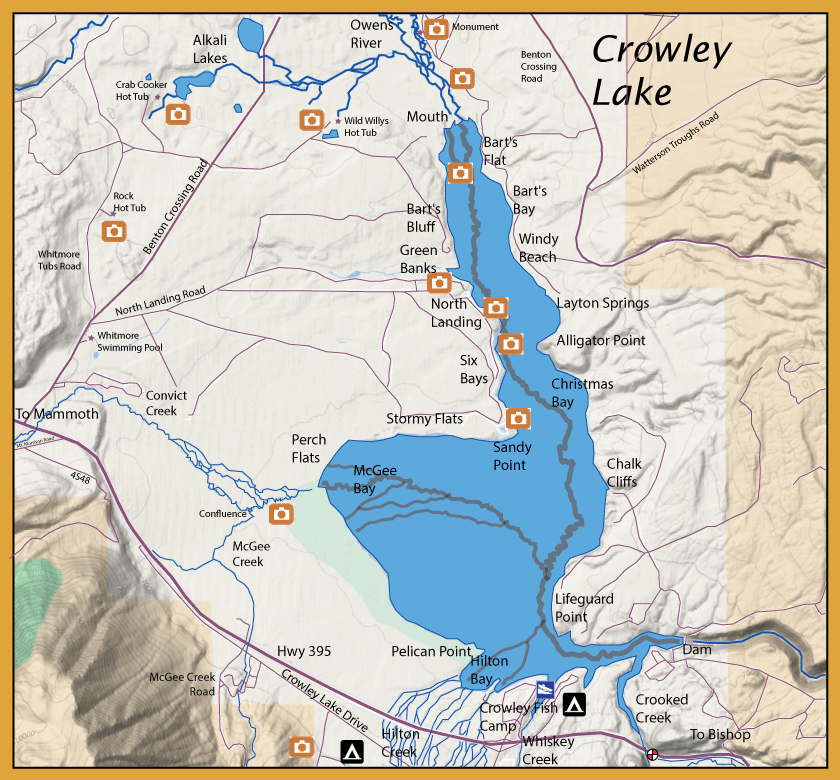 Crowley
Lake
Owens
River
Monument
Alkali
Lakes
Benton
Crossing
Road
Crab Cooker
Hot Tub
Wild Willys
Hot Tub
Mouth
Bart's
Flat
Watterson Troughs Road
Benton Crossing Road
Rock
Hot Tub
Bart's
Bay
Bart's
Bluff
Windy
Beach
Whitmore
Tubs Road
Green
Banks
North Landing Road
North
Landing
Layton Springs
Alligator Point
Whitmore
Swimming Pool
Six
Bays
Christmas
Bay
Convict
Creek
To Mammoth
Stormy Flats
Mt Morrison Road
Perch
Flats
Sandy
Point
McGee
Bay
Chalk
Cliffs
4S48
Confluence
McGee
Creek
Lifeguard
Point
Hwy 395
Pelican Point
Dam
Hilton
Bay
McGee Creek
Road
Crowley Lake Drive
Crowley Fish
Camp
Crooked
Creek
Hilton
Creek
Whiskey
Creek
To Bishop